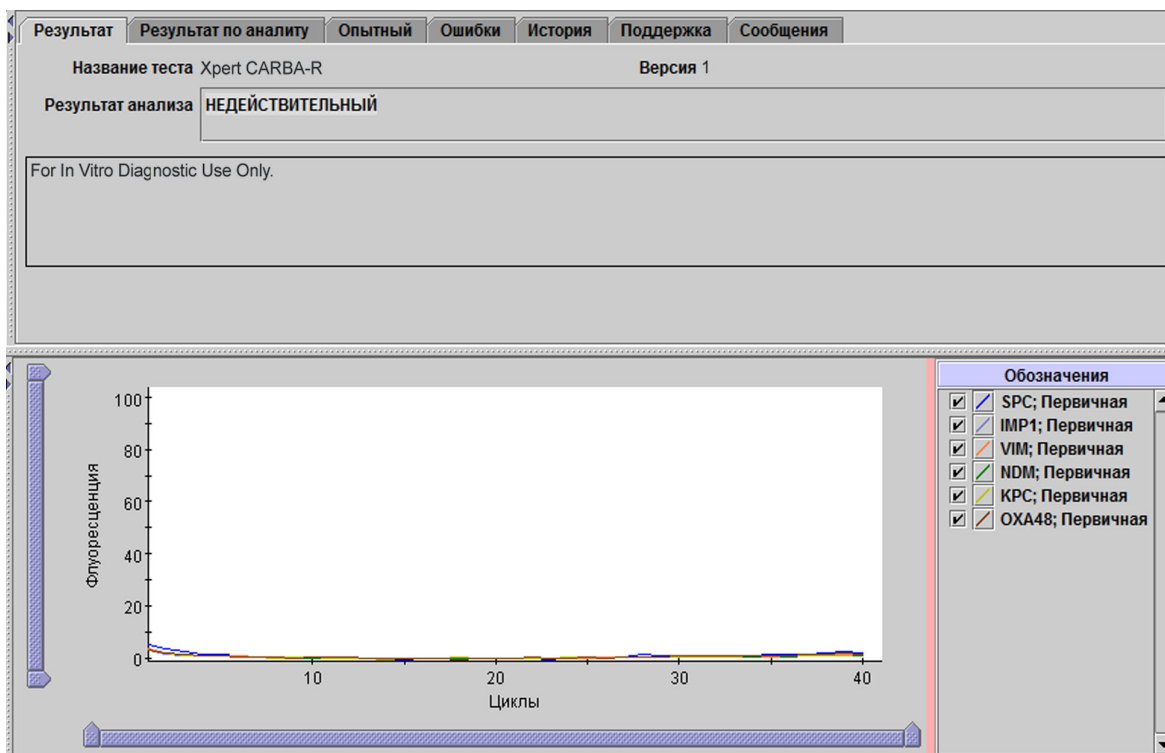 Результат Результат по аналиту Опытный Ошибки История Поддержка Сообщения
Название теста Xpert CARBA-R Версия 1
Результат анализа НЕДЕЙСТВИТЕЛЬНЫЙ
For In Vitro Diagnostic Use Only.
Обозначения
SPC; Первичная
IMP1; Первичная
VIM; Первичная
NDM; Первичная
KPC; Первичная
OXA48; Первичная
Флуоресценция
100
80
60
40
20
0
10 20 30 40
Циклы